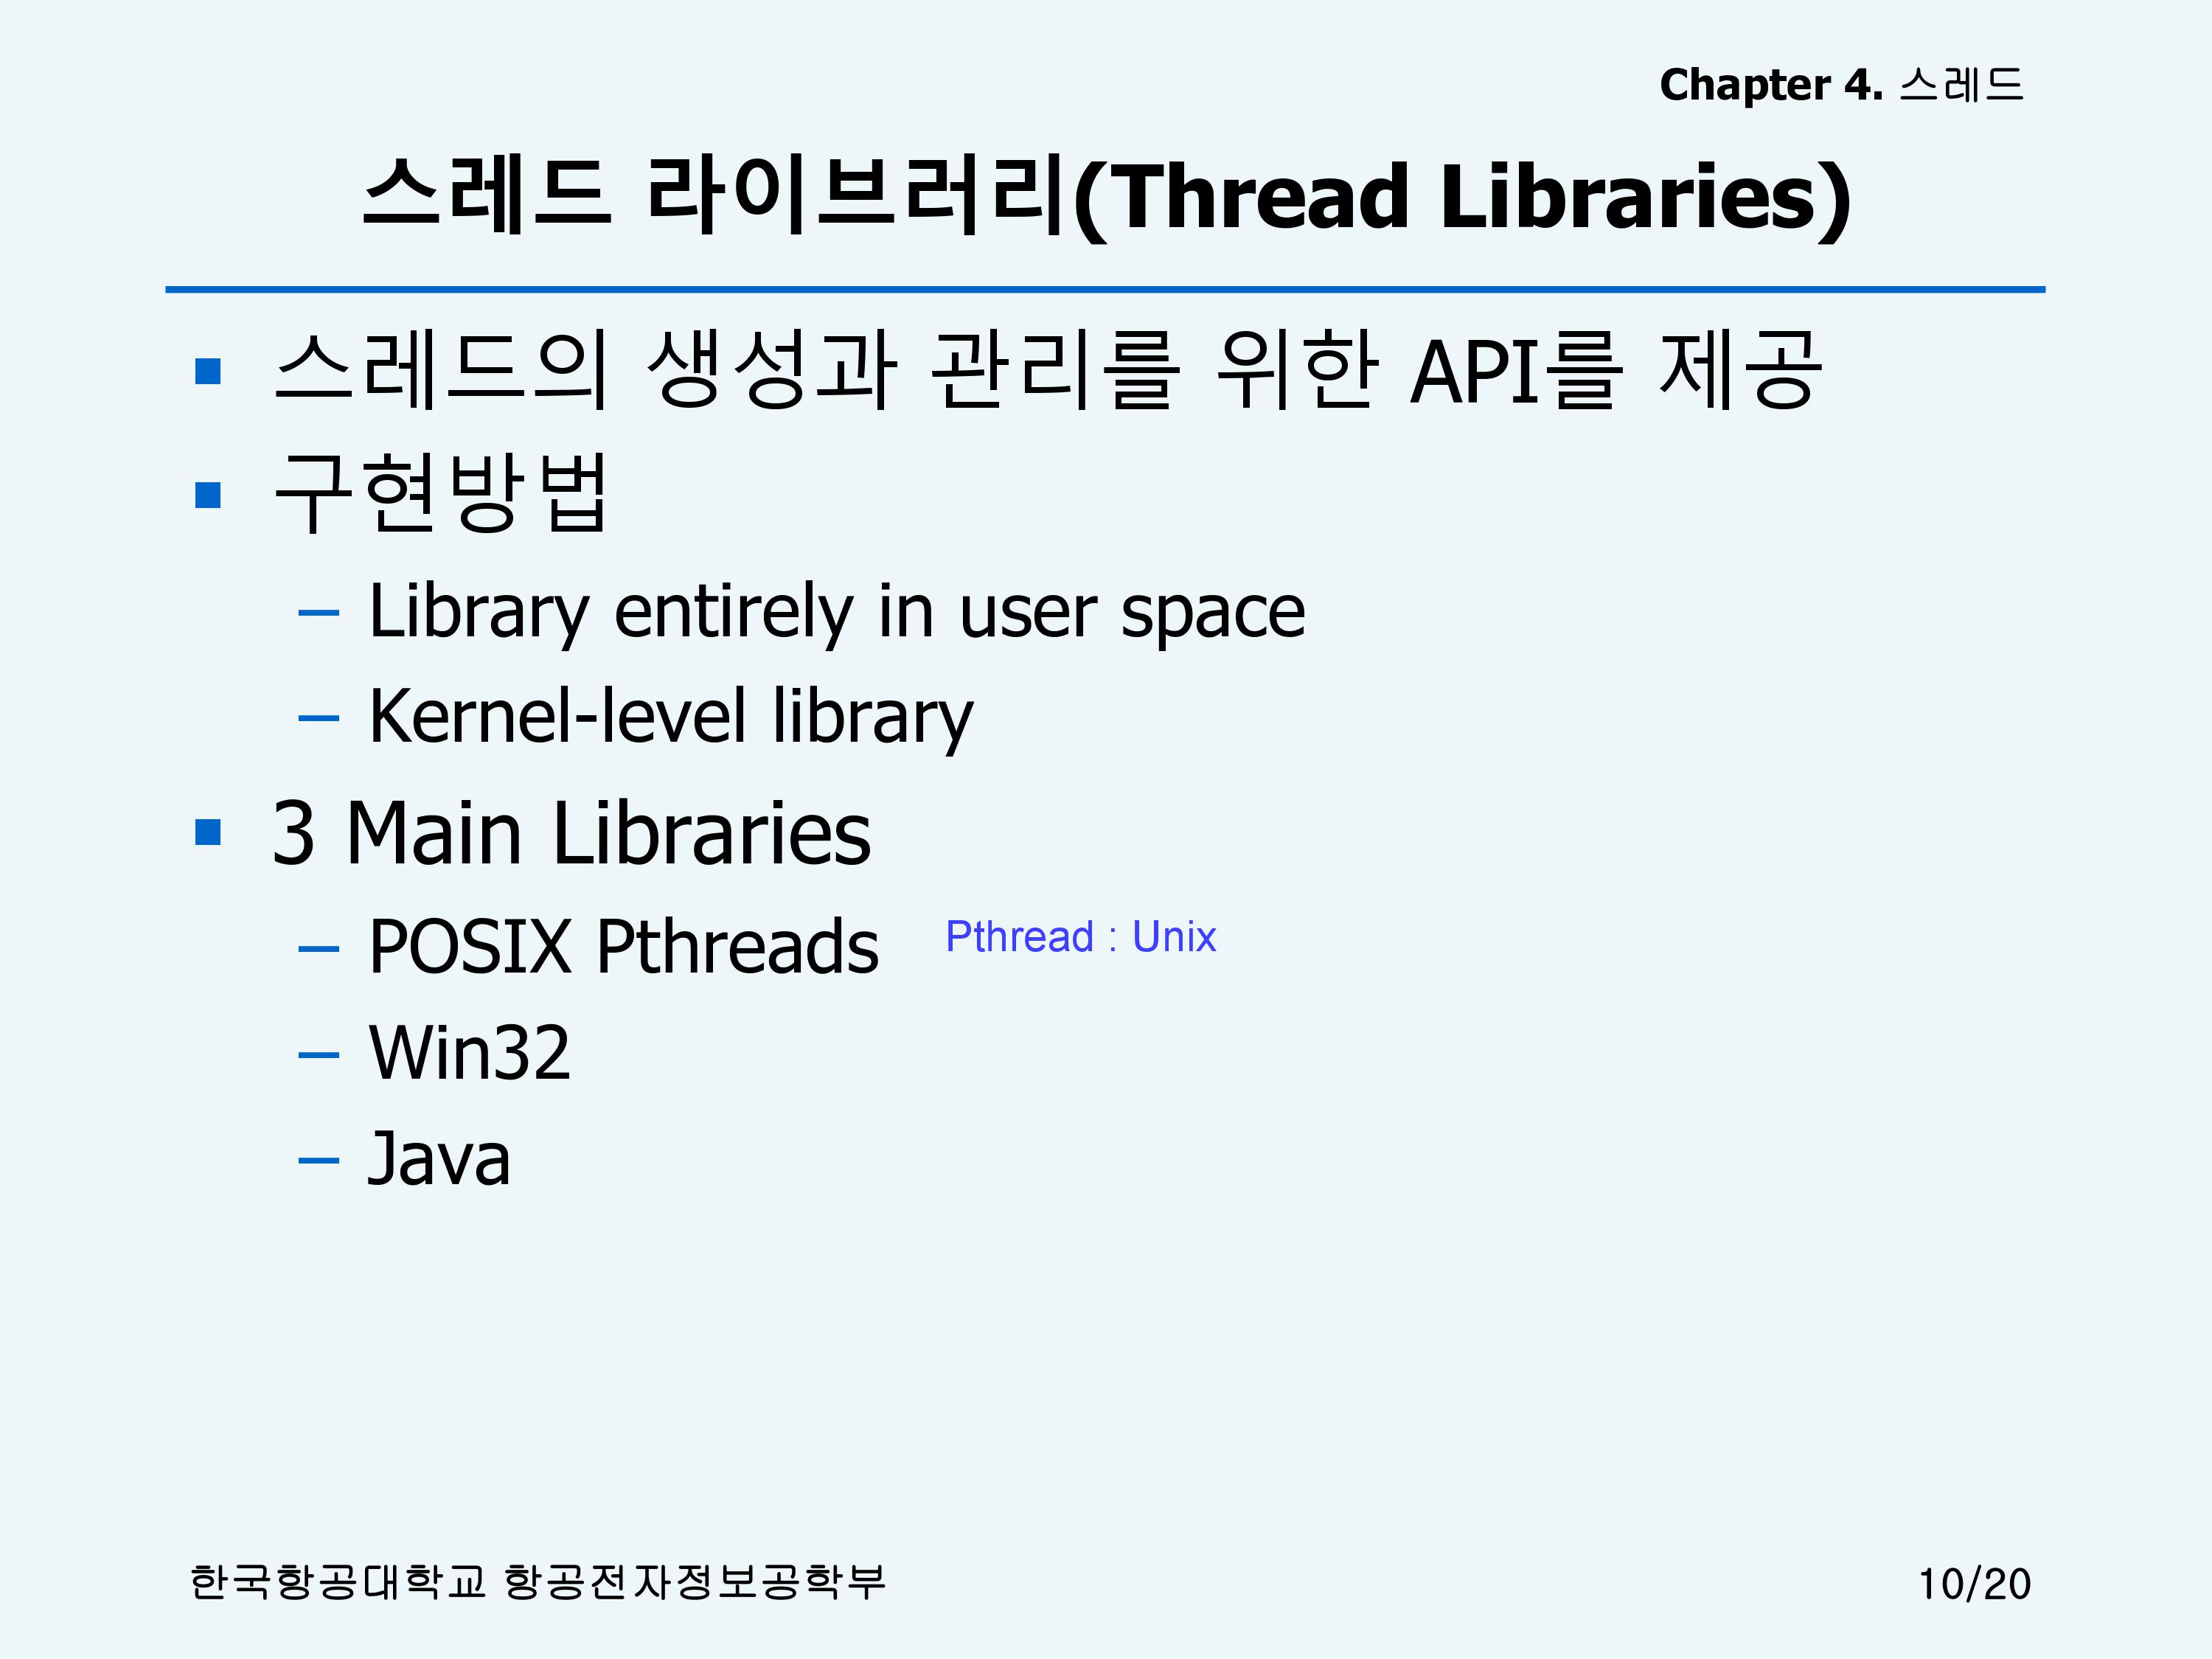 Chapter 4. 스레드
스레드 라이브러리(Thread Libraries)
▪ 스레드의 생성과 관리를 위한 API를 제공
▪ 구현방법
– Library entirely in user space
– Kernel-level library
▪ 3 Main Libraries
– POSIX Pthreads Pthread : Unix
– Win32
– Java
한국항공대학교 항공전자정보공학부 10/20